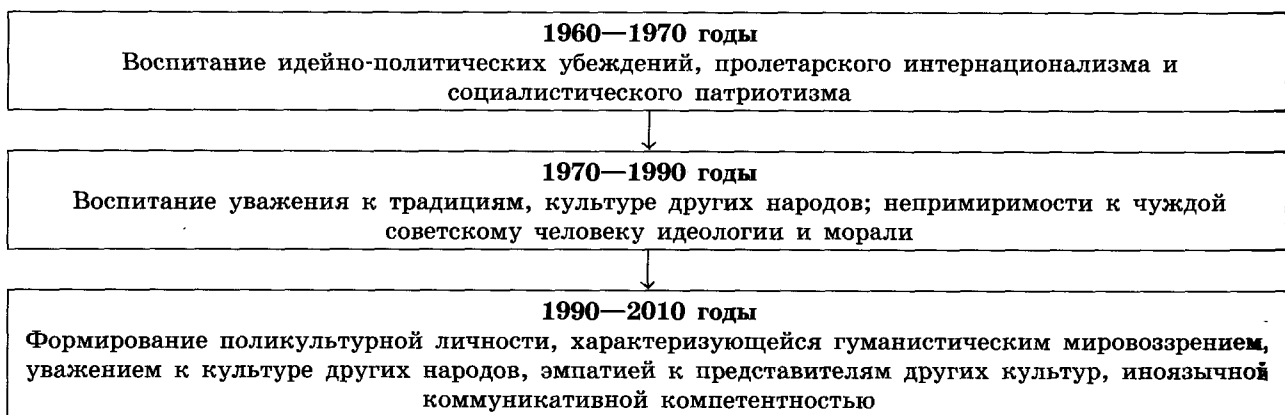 1960—1970 годы
Воспитание идейно-политических убеждений, пролетарского интернационализма и
социалистического патриотизма
1970—1990 годы
Воспитание уважения к традициям, культуре других народов; непримиримости к чуждой
советскому человеку идеологии и морали
1990—2010 годы
Формирование поликультурной личности, характеризующейся гуманистическим мировоззрением,
уважением к культуре других народов, эмпатией к представителям других культур, иноязычной
коммуникативной компетентностью